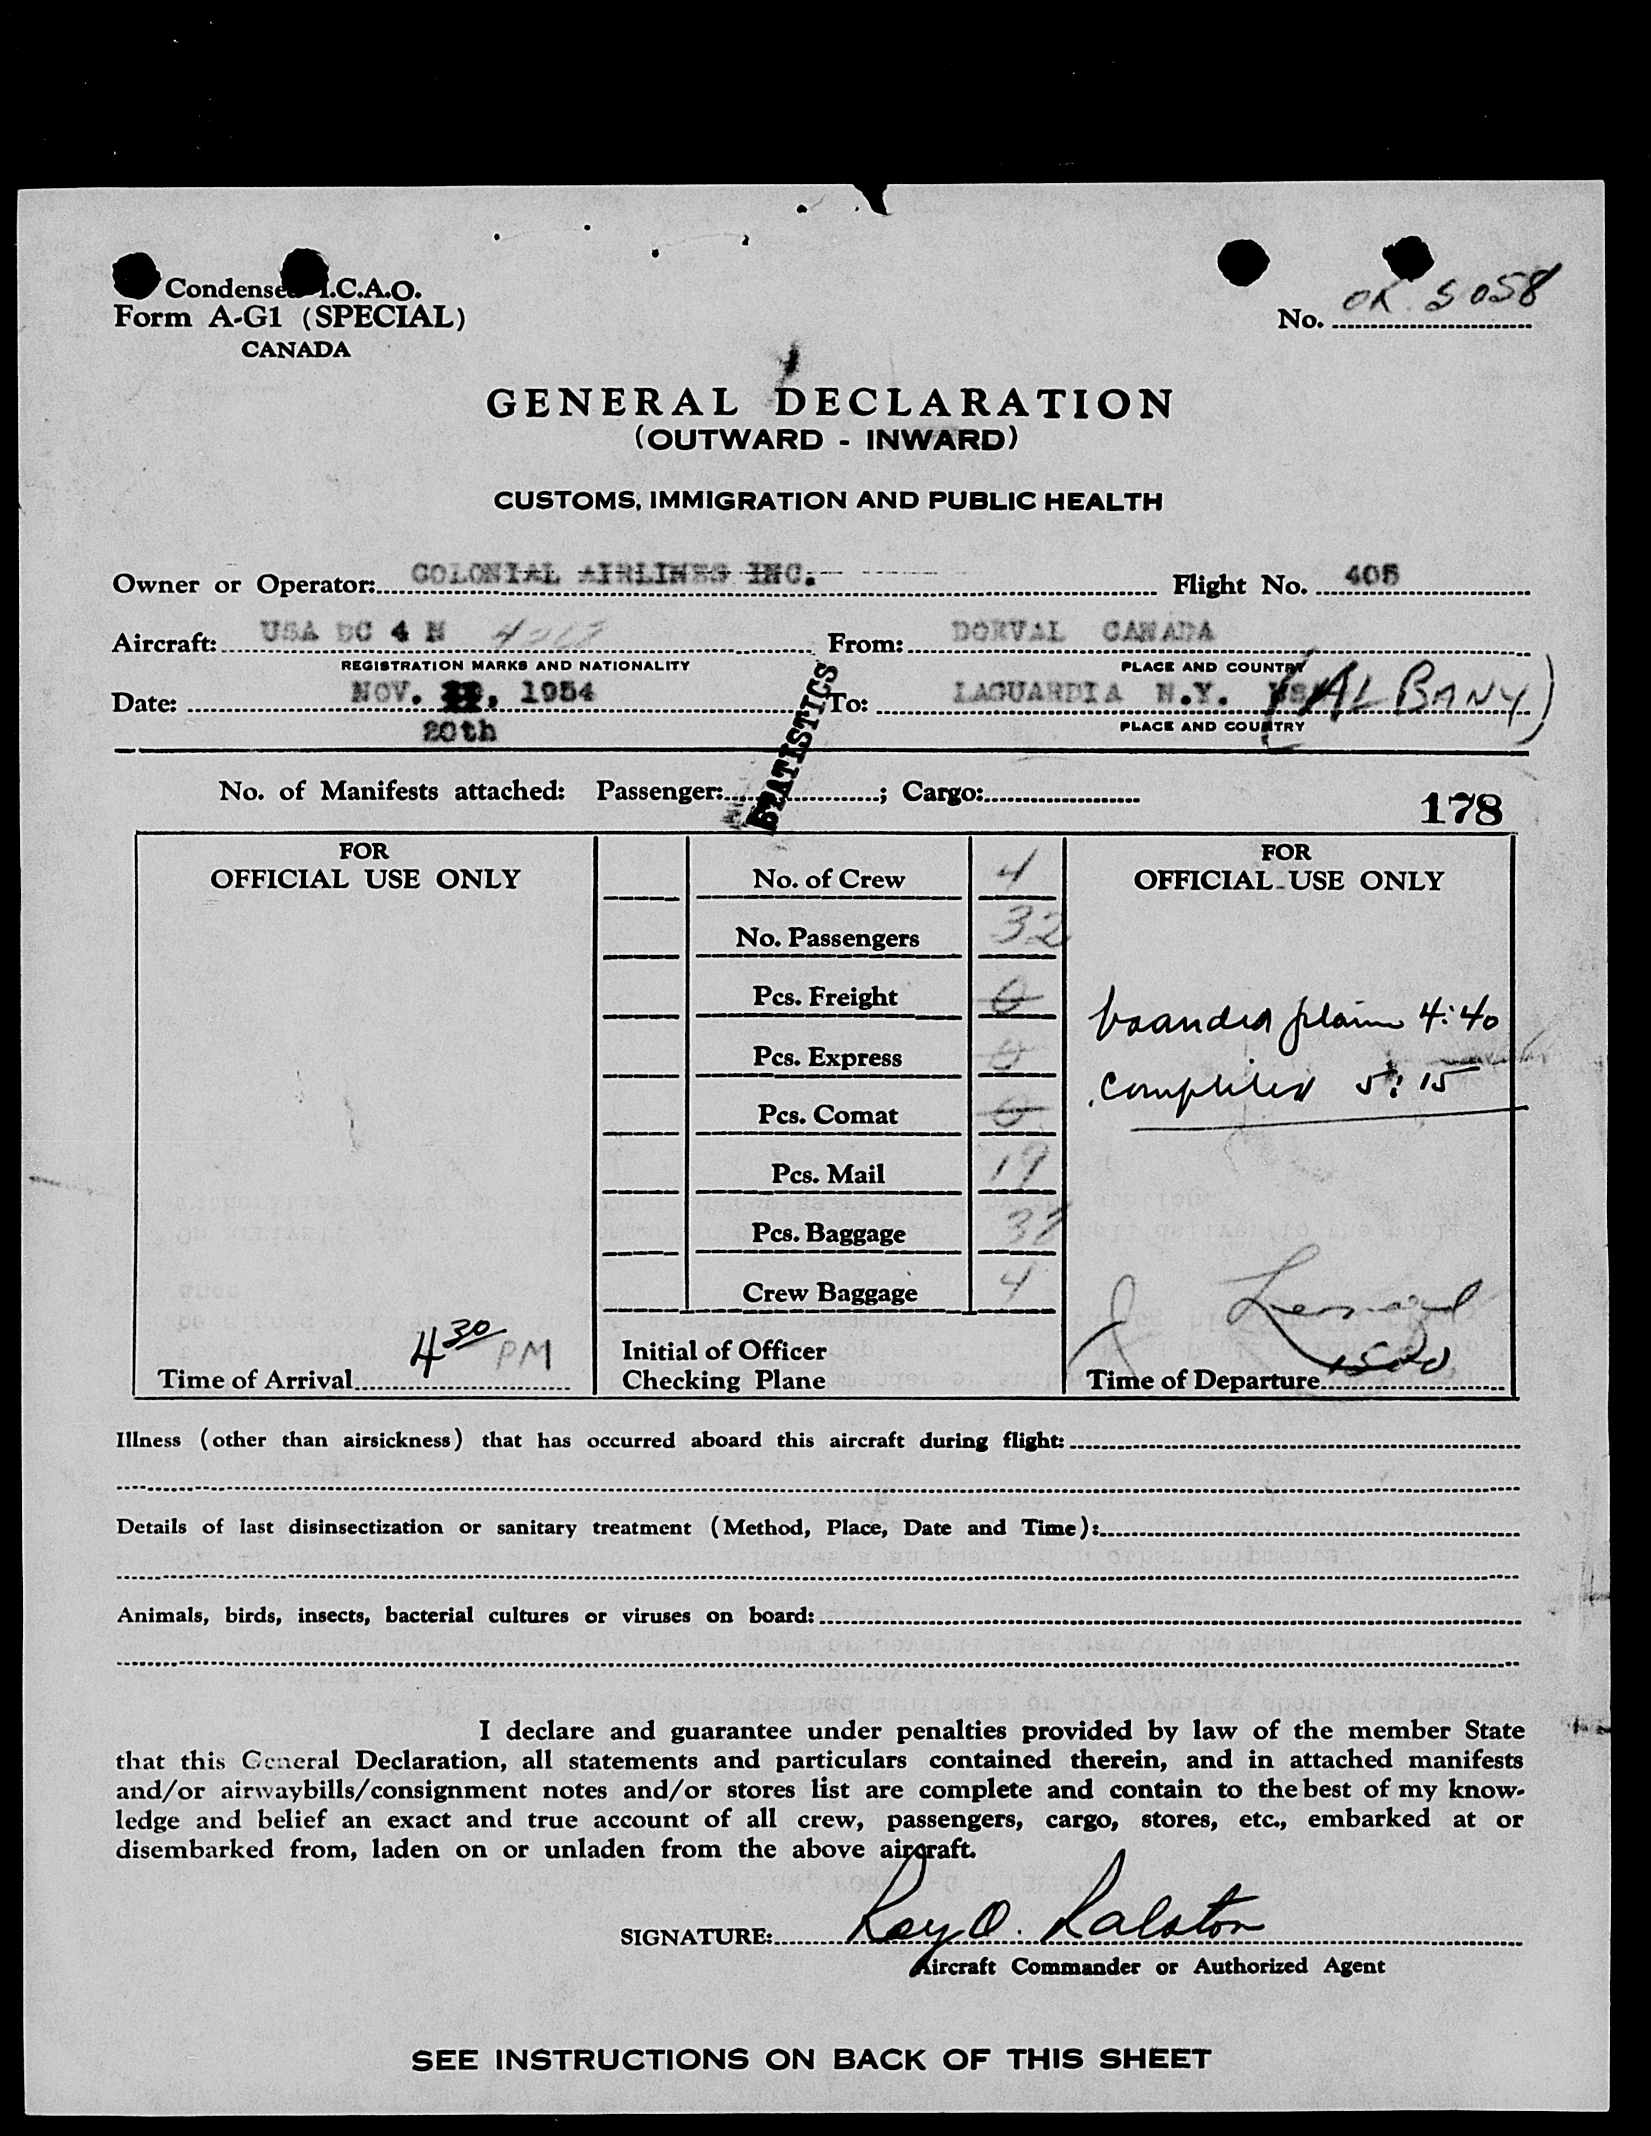 Condensed I.C.A.O.
Form A-G1 (SPECIAL)
CANADA
No. OK 5058
GENERAL DECLARATION
(OUTWARD - INWARD)
CUSTOMS, IMMIGRATION AND PUBLIC HEALTH
Owner or Operator: COLONIAL AIRLINES INC. Flight No. 405
Aircraft: USA DC 4 N From: DORVAL CANADA
REGISTRATION MARKS AND NATIONALITY PLACE AND COUNTRY
Date: NOV. , 1954 To: LAGUARDIA N.Y. (ALBANY)
20th PLACE AND COUNTRY
STATISTICS
No. of Manifests attached: Passenger: ; Cargo:
178
FOR
OFFICIAL USE ONLY
No. of Crew 4
No. Passengers 32
Pcs. Freight 0
Pcs. Express 0
Pcs. Comat 0
Pcs. Mail 19
Pcs. Baggage
Crew Baggage 4
Time of Arrival 4 30 PM
Initial of Officer
Checking Plane
FOR
OFFICIAL USE ONLY
boarded plane 4:40
completed 5:15
Time of Departure
Illness (other than airsickness) that has occurred aboard this aircraft during flight:
Details of last disinsectization or sanitary treatment (Method, Place, Date and Time):
Animals, birds, insects, bacterial cultures or viruses on board:
I declare and guarantee under penalties provided by law of the member State
that this General Declaration, all statements and particulars contained therein, and in attached manifests
and/or airwaybills/consignment notes and/or stores list are complete and contain to the best of my know-
ledge and belief an exact and true account of all crew, passengers, cargo, stores, etc., embarked at or
disembarked from, laden on or unladen from the above aircraft.
SIGNATURE: Ray O. Ralston
Aircraft Commander or Authorized Agent
SEE INSTRUCTIONS ON BACK OF THIS SHEET